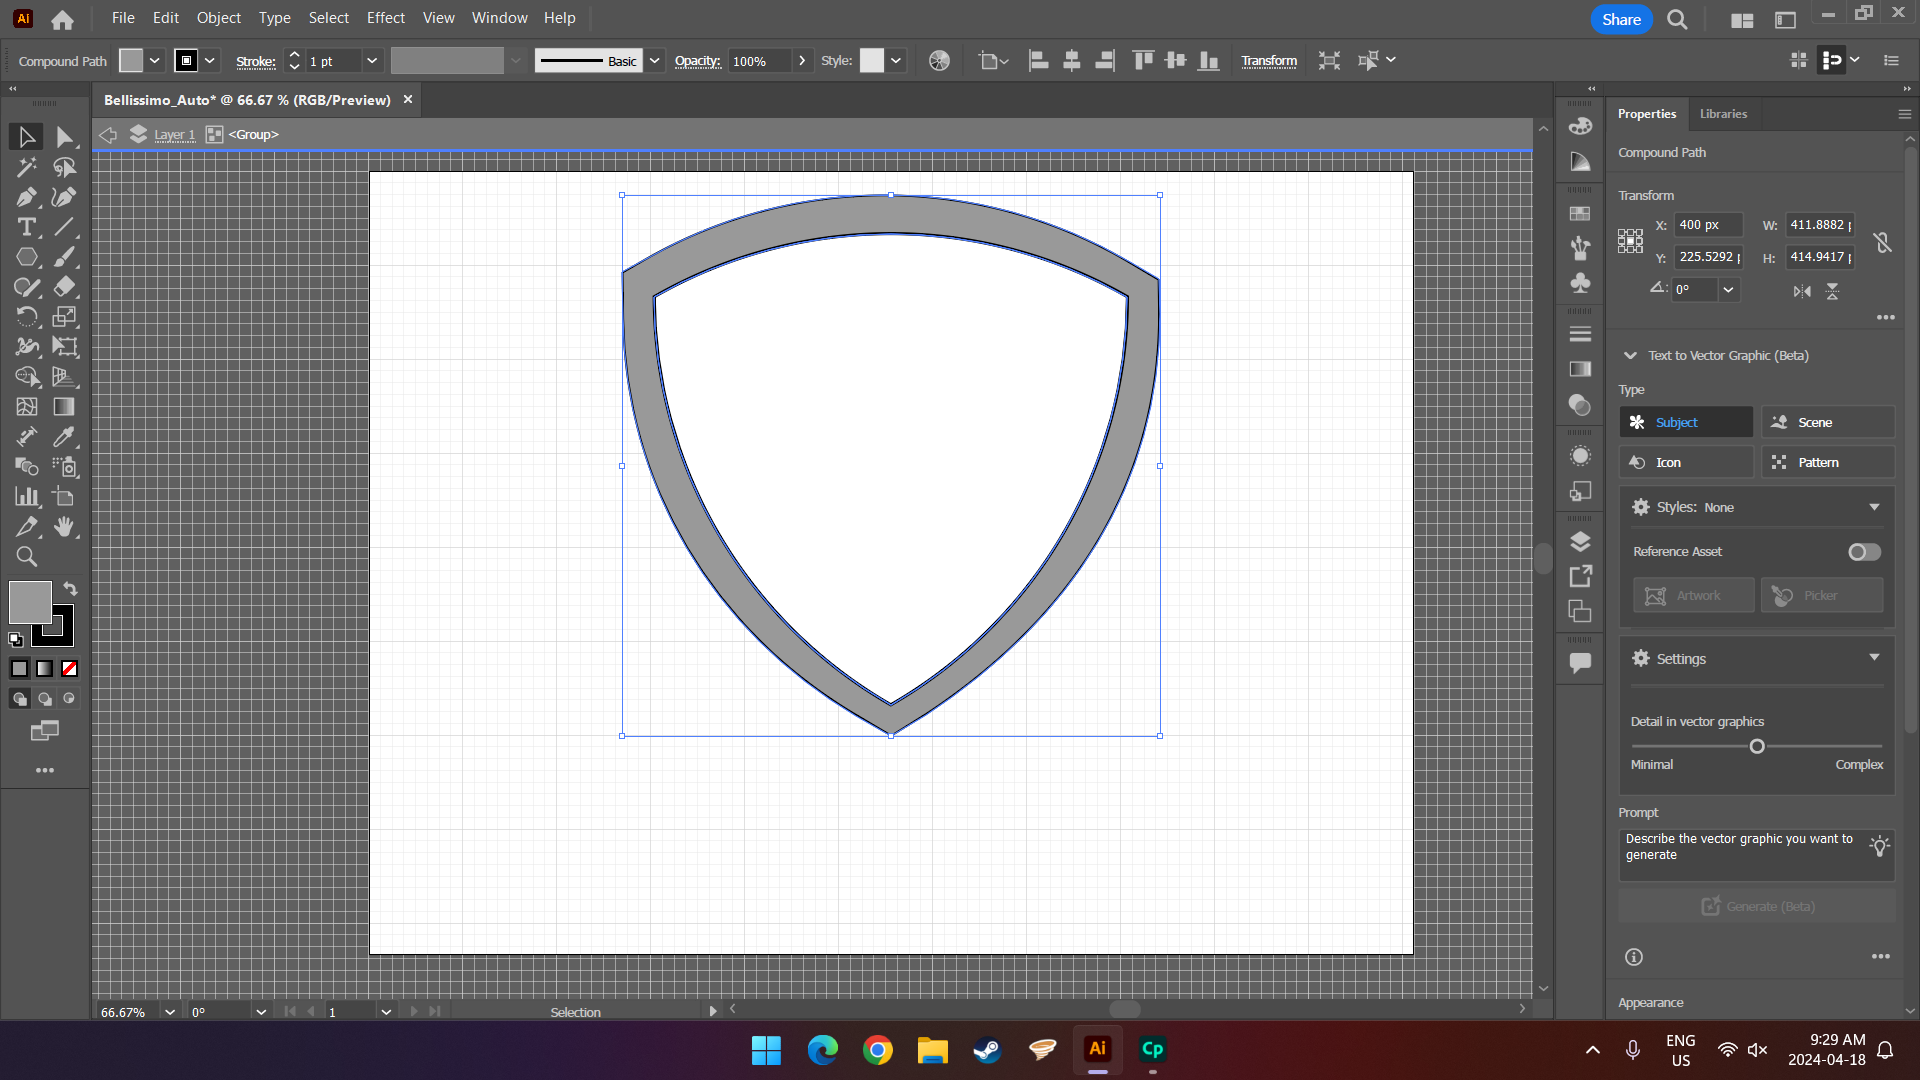 Ai File Edit Object Type Select Effect View Window Help Share
Compound Path Stroke: 1 pt Basic Opacity: 100% Style: Transform
Bellissimo_Auto* @ 66.67 % (RGB/Preview) ×
Layer 1 <Group>
Properties Libraries
Compound Path
Transform
X: 400 px W: 411.8882
Y: 225.5292 H: 414.9417
0°
Text to Vector Graphic (Beta)
Type
Subject Scene
Icon Pattern
Styles: None
Reference Asset
Artwork Picker
Settings
Detail in vector graphics
Minimal Complex
Prompt
Describe the vector graphic you want to
generate
Generate (Beta)
Appearance
66.67% 0° 1 Selection
Ai Cp
ENG
US
9:29 AM
2024-04-18